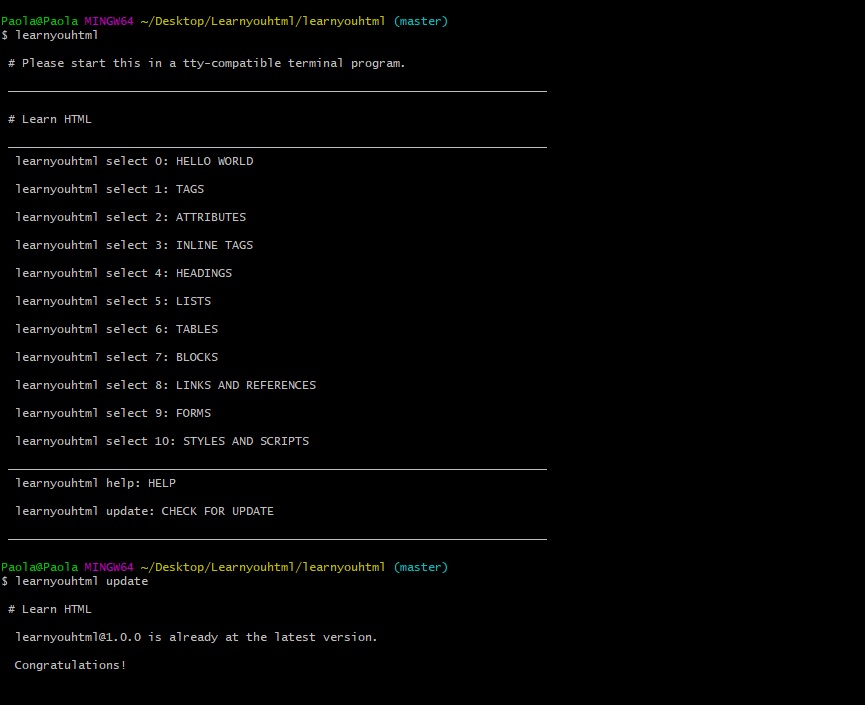 Paola@Paola MINGW64 ~/Desktop/Learnyouhtml/learnyouhtml (master)
$ learnyouhtml
# Please start this in a tty-compatible terminal program.
# Learn HTML
learnyouhtml select 0: HELLO WORLD
learnyouhtml select 1: TAGS
learnyouhtml select 2: ATTRIBUTES
learnyouhtml select 3: INLINE TAGS
learnyouhtml select 4: HEADINGS
learnyouhtml select 5: LISTS
learnyouhtml select 6: TABLES
learnyouhtml select 7: BLOCKS
learnyouhtml select 8: LINKS AND REFERENCES
learnyouhtml select 9: FORMS
learnyouhtml select 10: STYLES AND SCRIPTS
learnyouhtml help: HELP
learnyouhtml update: CHECK FOR UPDATE
Paola@Paola MINGW64 ~/Desktop/Learnyouhtml/learnyouhtml (master)
$ learnyouhtml update
# Learn HTML
learnyouhtml@1.0.0 is already at the latest version.
Congratulations!